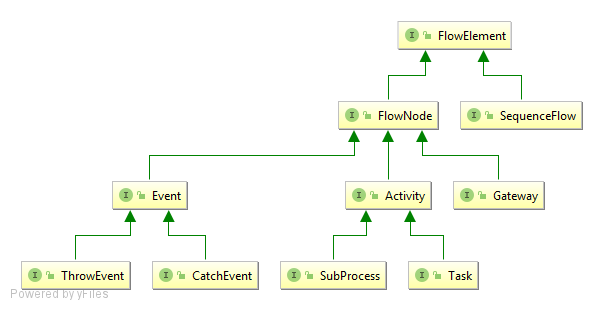 FlowElement
FlowNode
SequenceFlow
Event
Activity
Gateway
ThrowEvent
CatchEvent
SubProcess
Task
Powered by yFiles